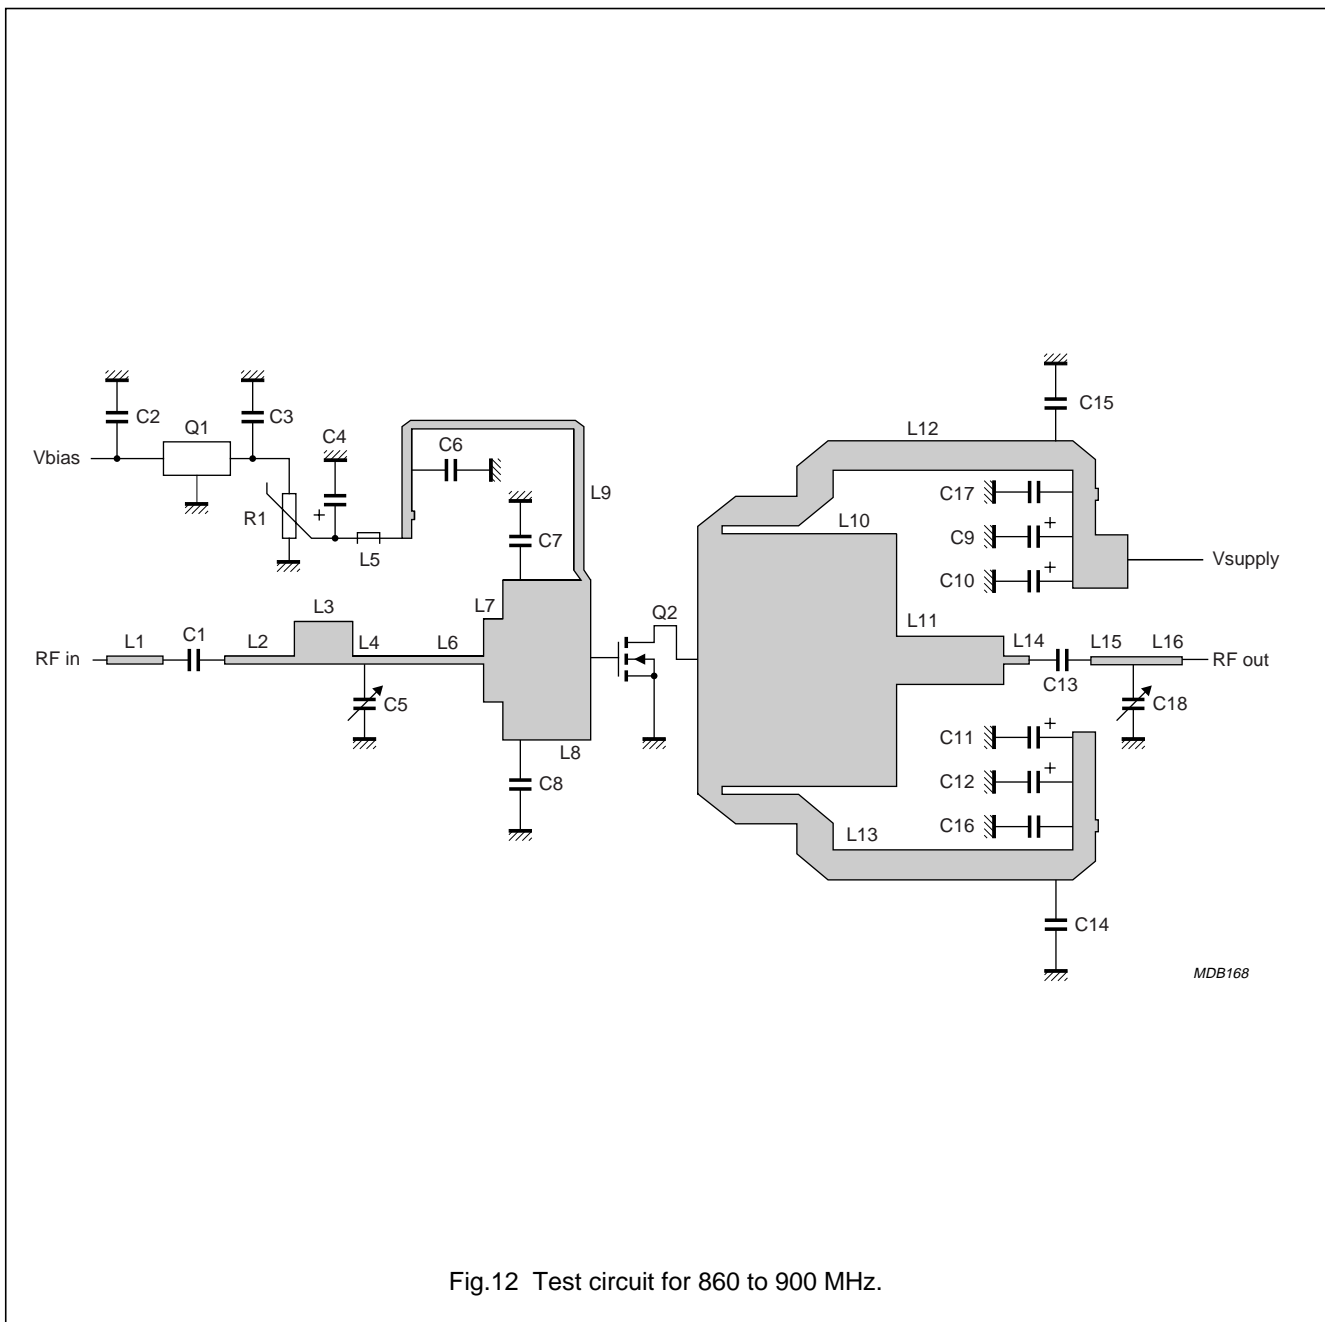 C15
L12
C2
Q1
C3
C4
C6
Vbias
R1
L5
C7
L9
C17
L10
C9
Vsupply
C10
L3
L7
Q2
L11
C1
L1
L2
L4
L6
L14
L15
L16
RF in
RF out
C13
C5
C18
C11
L8
C8
C12
C16
L13
C14
+
+
+
+
+
MDB168
Fig.12 Test circuit for 860 to 900 MHz.